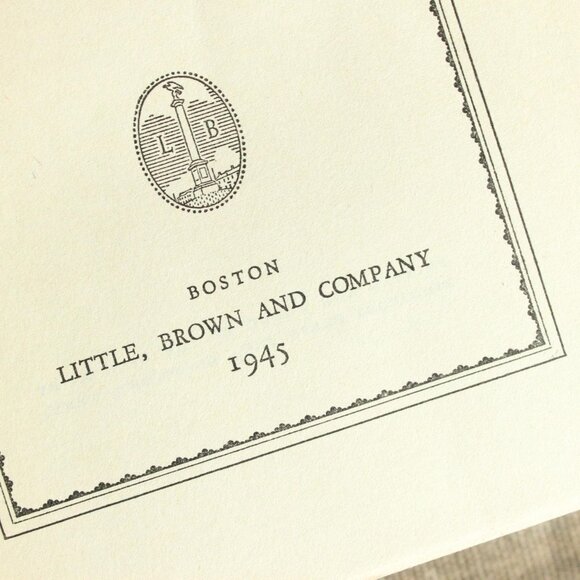 L B
BOSTON
LITTLE, BROWN AND COMPANY
1945